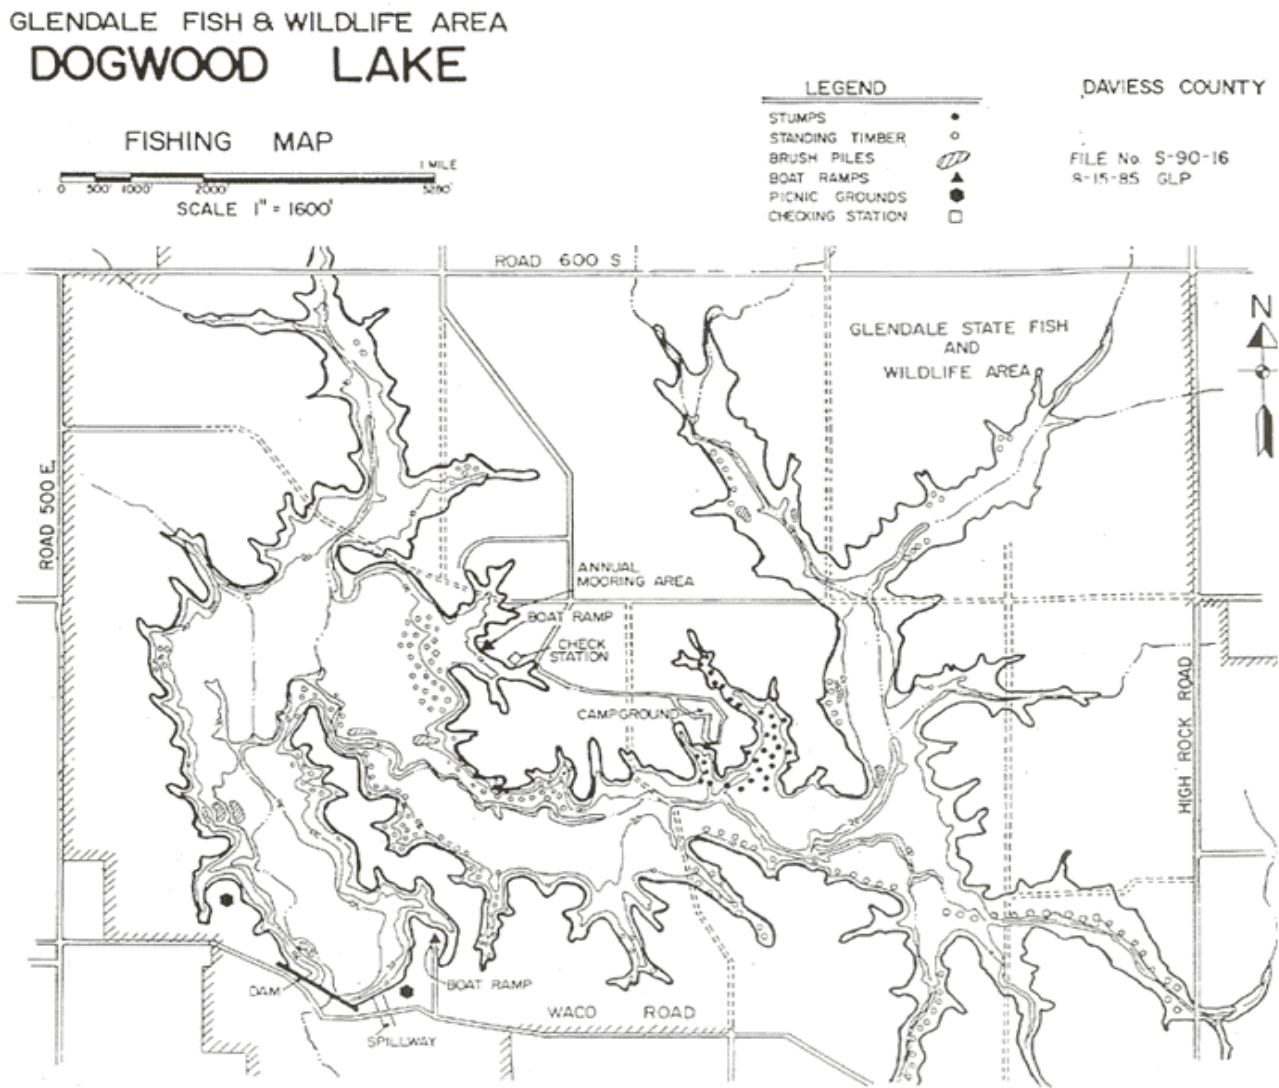 GLENDALE FISH & WILDLIFE AREA
DOGWOOD LAKE
FISHING MAP
1 MILE
0 500' 1000' 2000' 5280'
SCALE 1" = 1600'
LEGEND
STUMPS
STANDING TIMBER
BRUSH PILES
BOAT RAMPS
PICNIC GROUNDS
CHECKING STATION
DAVIESS COUNTY
FILE No. S-90-16
8-15-85 GLP
ROAD 600 S
N
GLENDALE STATE FISH
AND
WILDLIFE AREA
ROAD 500 E.
ANNUAL
MOORING AREA
BOAT RAMP
CHECK
STATION
CAMPGROUND
HIGH ROCK ROAD
DAM
BOAT RAMP
WACO ROAD
SPILLWAY